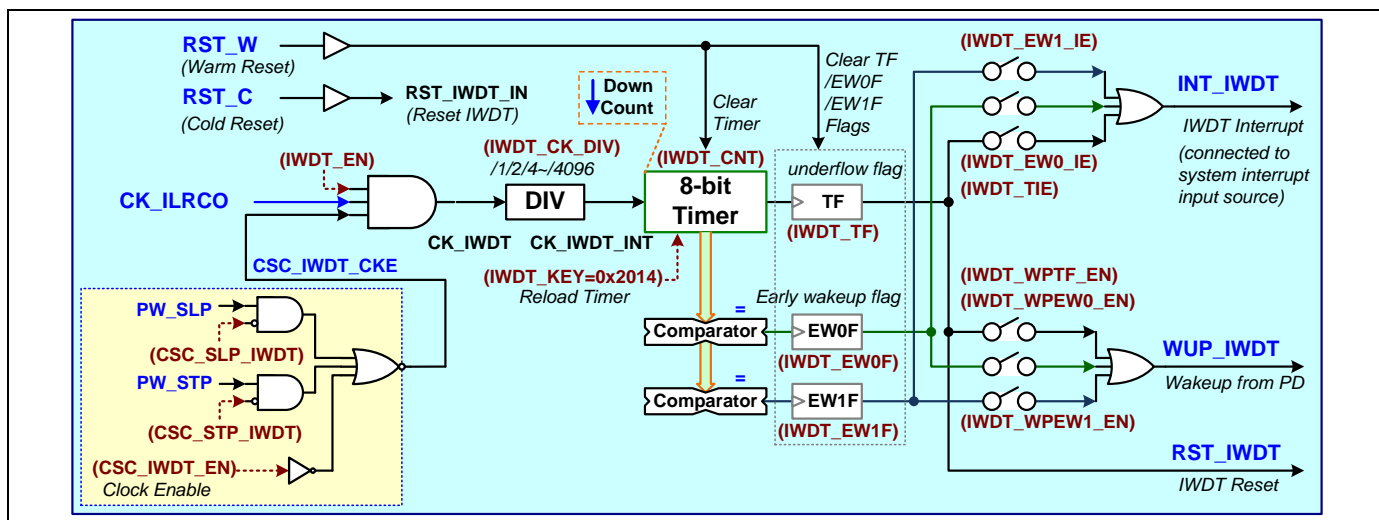 RST_W
(Warm Reset)
RST_C
(Cold Reset)
RST_IWDT_IN
(Reset IWDT)
Down
Count
Clear
Timer
Clear TF
/EW0F
/EW1F
Flags
(IWDT_EW1_IE)
INT_IWDT
IWDT Interrupt
(connected to
system interrupt
input source)
(IWDT_EW0_IE)
(IWDT_TIE)
(IWDT_EN)
CK_ILRCO
(IWDT_CK_DIV)
/1/2/4~/4096
DIV
CK_IWDT
CK_IWDT_INT
(IWDT_CNT)
8-bit
Timer
underflow flag
TF
(IWDT_TF)
(IWDT_KEY=0x2014)
Reload Timer
CSC_IWDT_CKE
PW_SLP
(CSC_SLP_IWDT)
PW_STP
(CSC_STP_IWDT)
(CSC_IWDT_EN)
Clock Enable
Early wakeup flag
=
Comparator
EW0F
(IWDT_EW0F)
=
Comparator
EW1F
(IWDT_EW1F)
(IWDT_WPTF_EN)
(IWDT_WPEW0_EN)
WUP_IWDT
Wakeup from PD
(IWDT_WPEW1_EN)
RST_IWDT
IWDT Reset